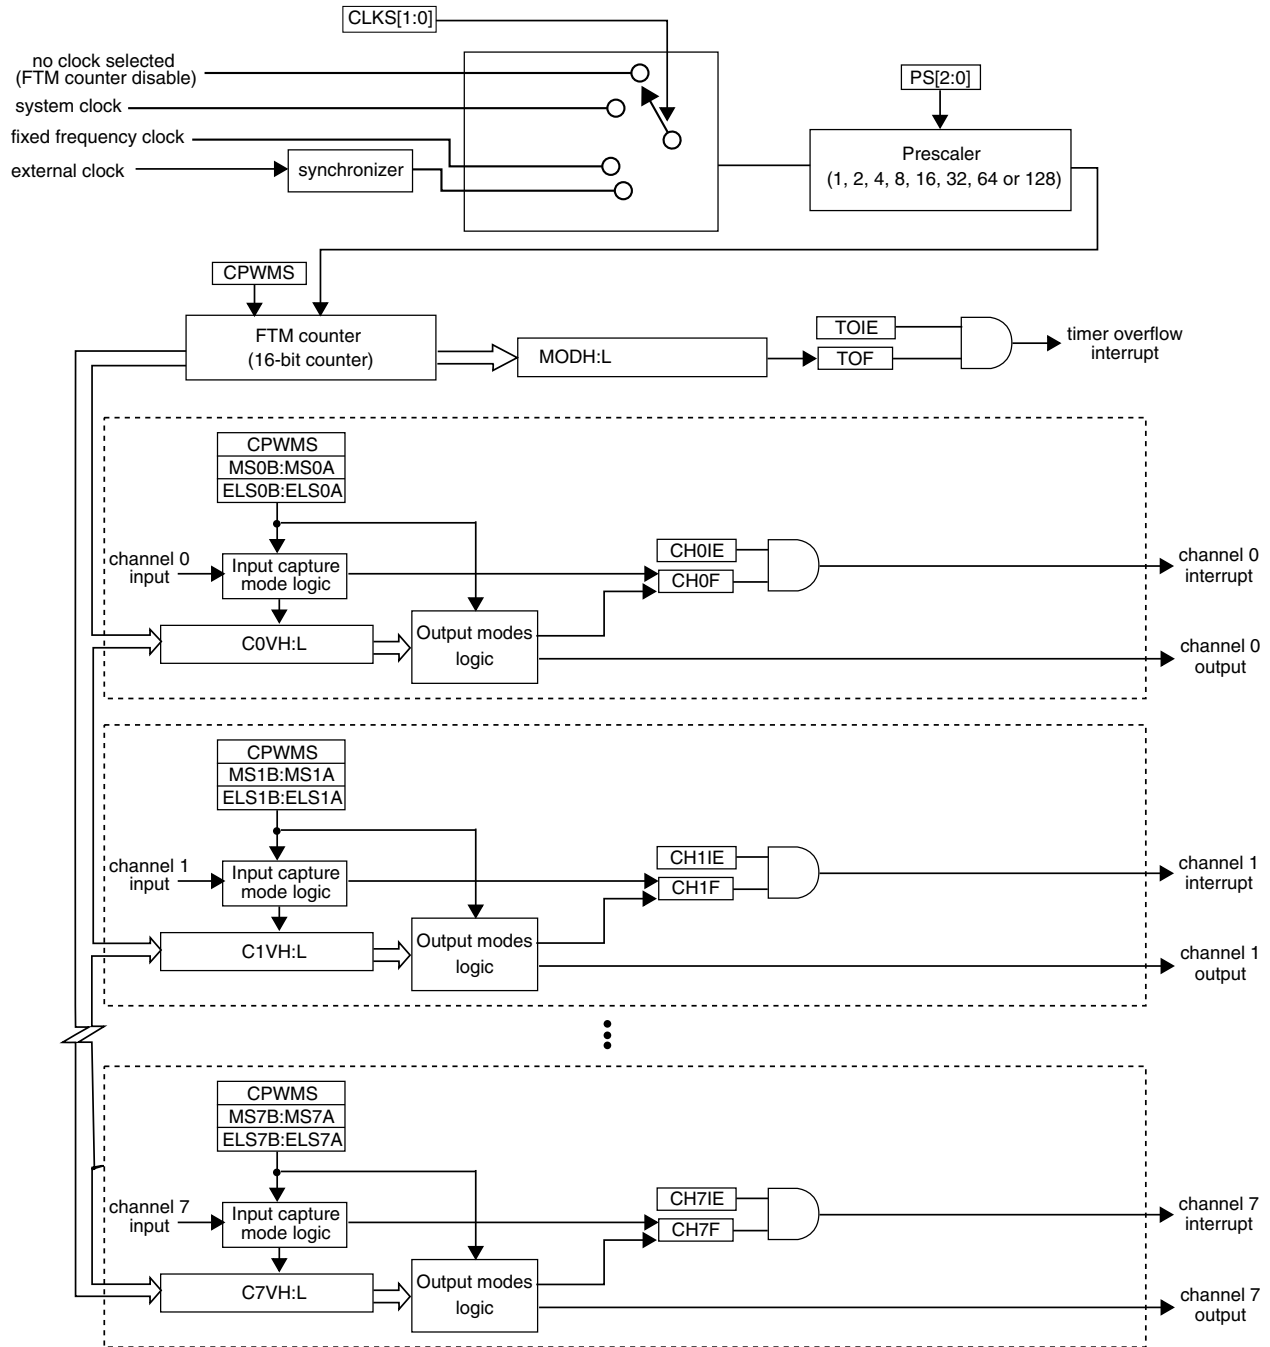 CLKS[1:0]
no clock selected
(FTM counter disable)
system clock
fixed frequency clock
external clock
synchronizer
PS[2:0]
Prescaler
(1, 2, 4, 8, 16, 32, 64 or 128)
CPWMS
FTM counter
(16-bit counter)
MODH:L
TOIE
TOF
timer overflow
interrupt
CPWMS
MS0B:MS0A
ELS0B:ELS0A
channel 0
input
Input capture
mode logic
C0VH:L
Output modes
logic
CH0IE
CH0F
channel 0
interrupt
channel 0
output
CPWMS
MS1B:MS1A
ELS1B:ELS1A
channel 1
input
Input capture
mode logic
C1VH:L
Output modes
logic
CH1IE
CH1F
channel 1
interrupt
channel 1
output
CPWMS
MS7B:MS7A
ELS7B:ELS7A
channel 7
input
Input capture
mode logic
C7VH:L
Output modes
logic
CH7IE
CH7F
channel 7
interrupt
channel 7
output